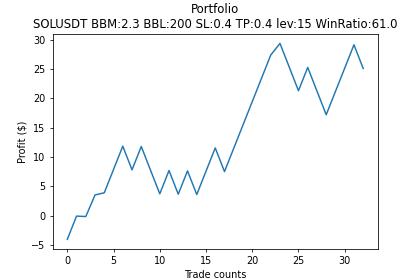 Portfolio
SOLUSDT BBM:2.3 BBL:200 SL:0.4 TP:0.4 lev:15 WinRatio:61.0
30
25
20
15
10
5
0
−5
Profit ($)
0 5 10 15 20 25 30
Trade counts